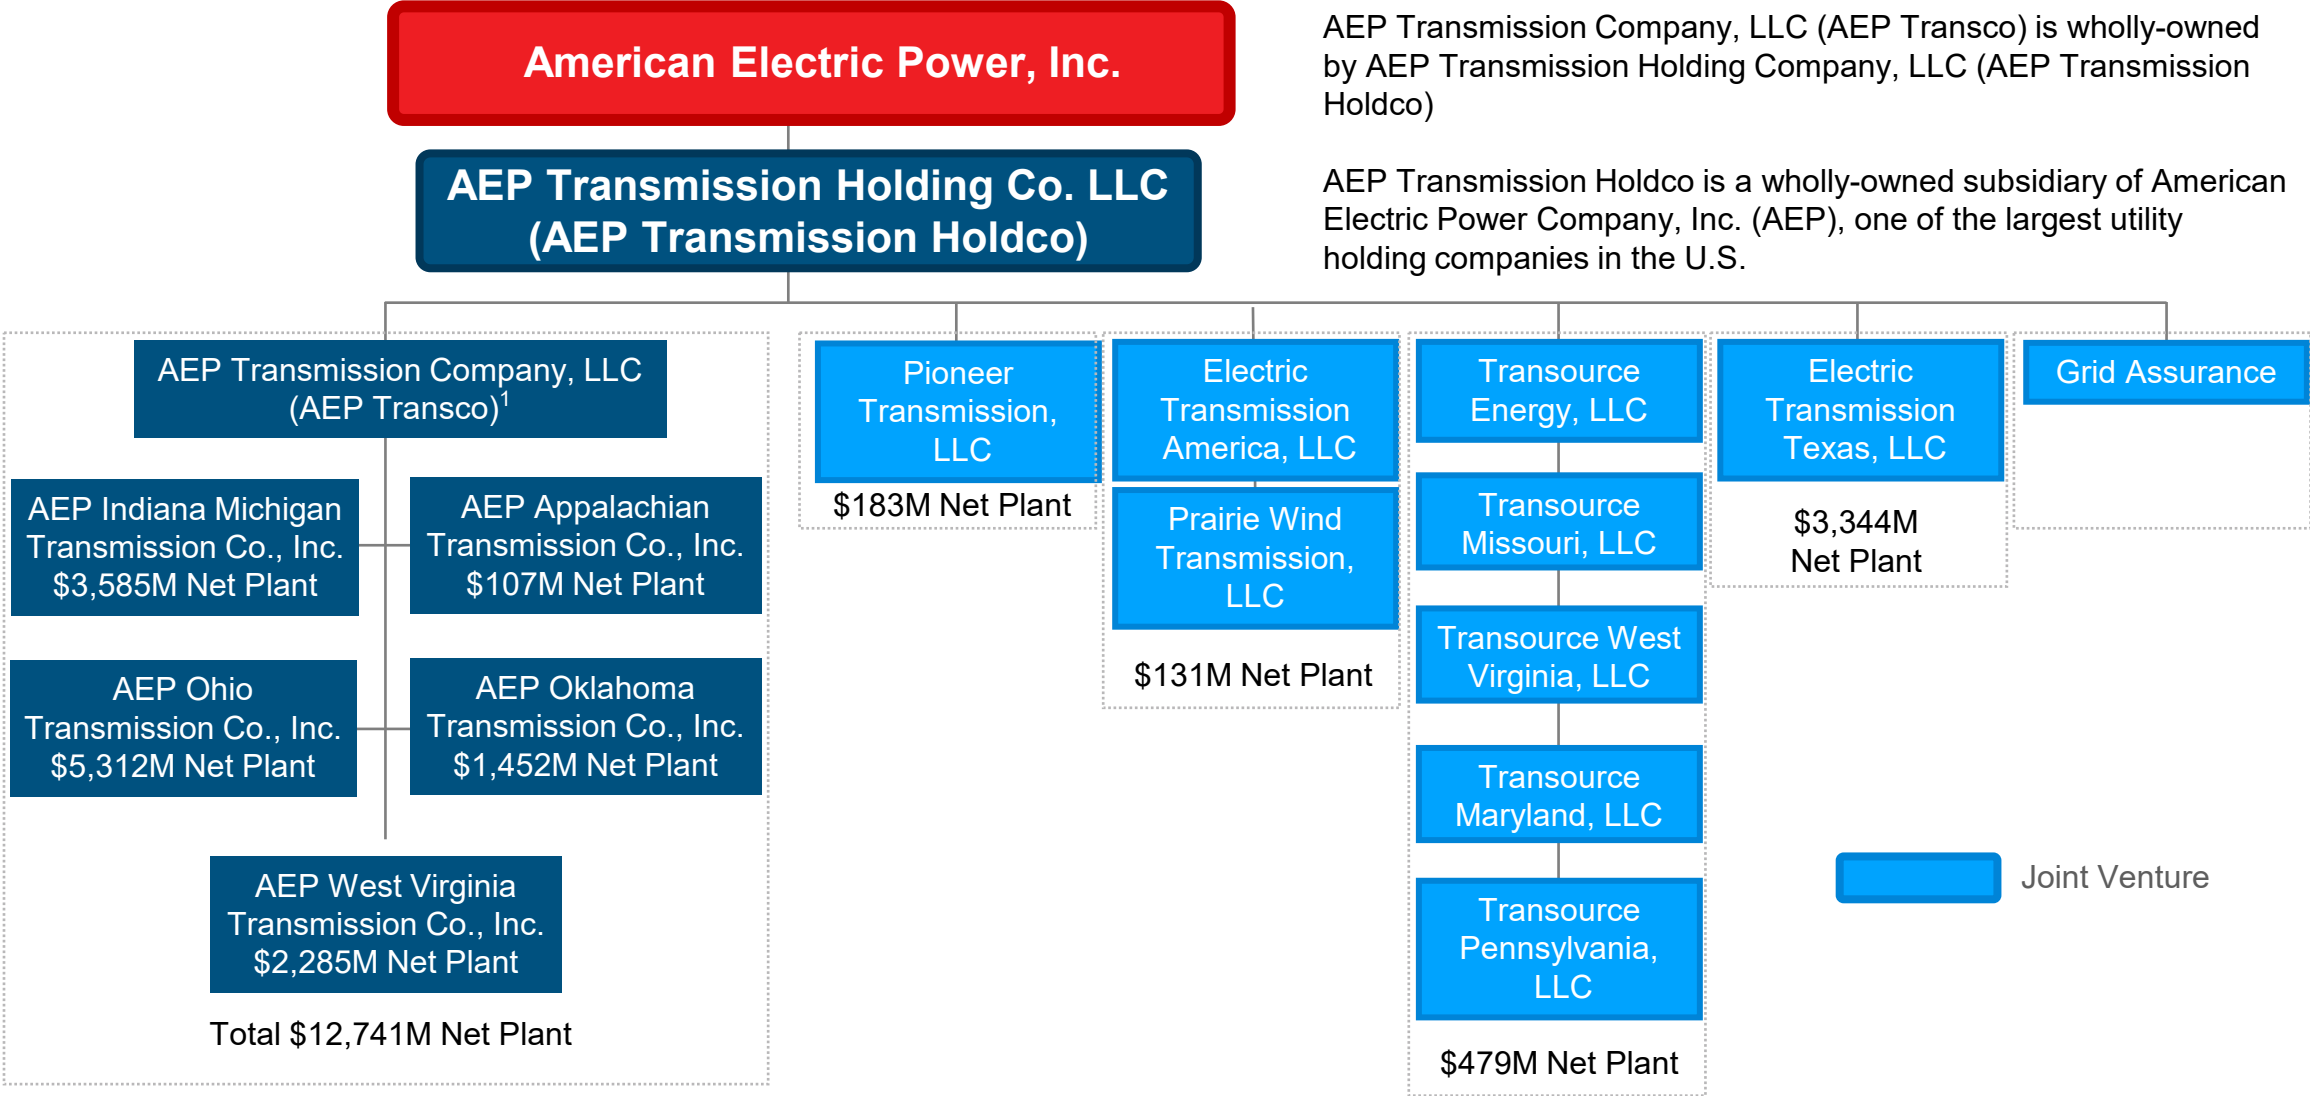 American Electric Power, Inc.
AEP Transmission Holding Co. LLC
(AEP Transmission Holdco)
AEP Transmission Company, LLC (AEP Transco) is wholly-owned
by AEP Transmission Holding Company, LLC (AEP Transmission
Holdco)
AEP Transmission Holdco is a wholly-owned subsidiary of American
Electric Power Company, Inc. (AEP), one of the largest utility
holding companies in the U.S.
AEP Transmission Company, LLC
(AEP Transco)1
AEP Indiana Michigan
Transmission Co., Inc.
$3,585M Net Plant
AEP Appalachian
Transmission Co., Inc.
$107M Net Plant
AEP Ohio
Transmission Co., Inc.
$5,312M Net Plant
AEP Oklahoma
Transmission Co., Inc.
$1,452M Net Plant
AEP West Virginia
Transmission Co., Inc.
$2,285M Net Plant
Total $12,741M Net Plant
Pioneer
Transmission,
LLC
$183M Net Plant
Electric
Transmission
America, LLC
Prairie Wind
Transmission,
LLC
$131M Net Plant
Transource
Energy, LLC
Transource
Missouri, LLC
Transource West
Virginia, LLC
Transource
Maryland, LLC
Transource
Pennsylvania,
LLC
$479M Net Plant
Electric
Transmission
Texas, LLC
$3,344M
Net Plant
Grid Assurance
Joint Venture